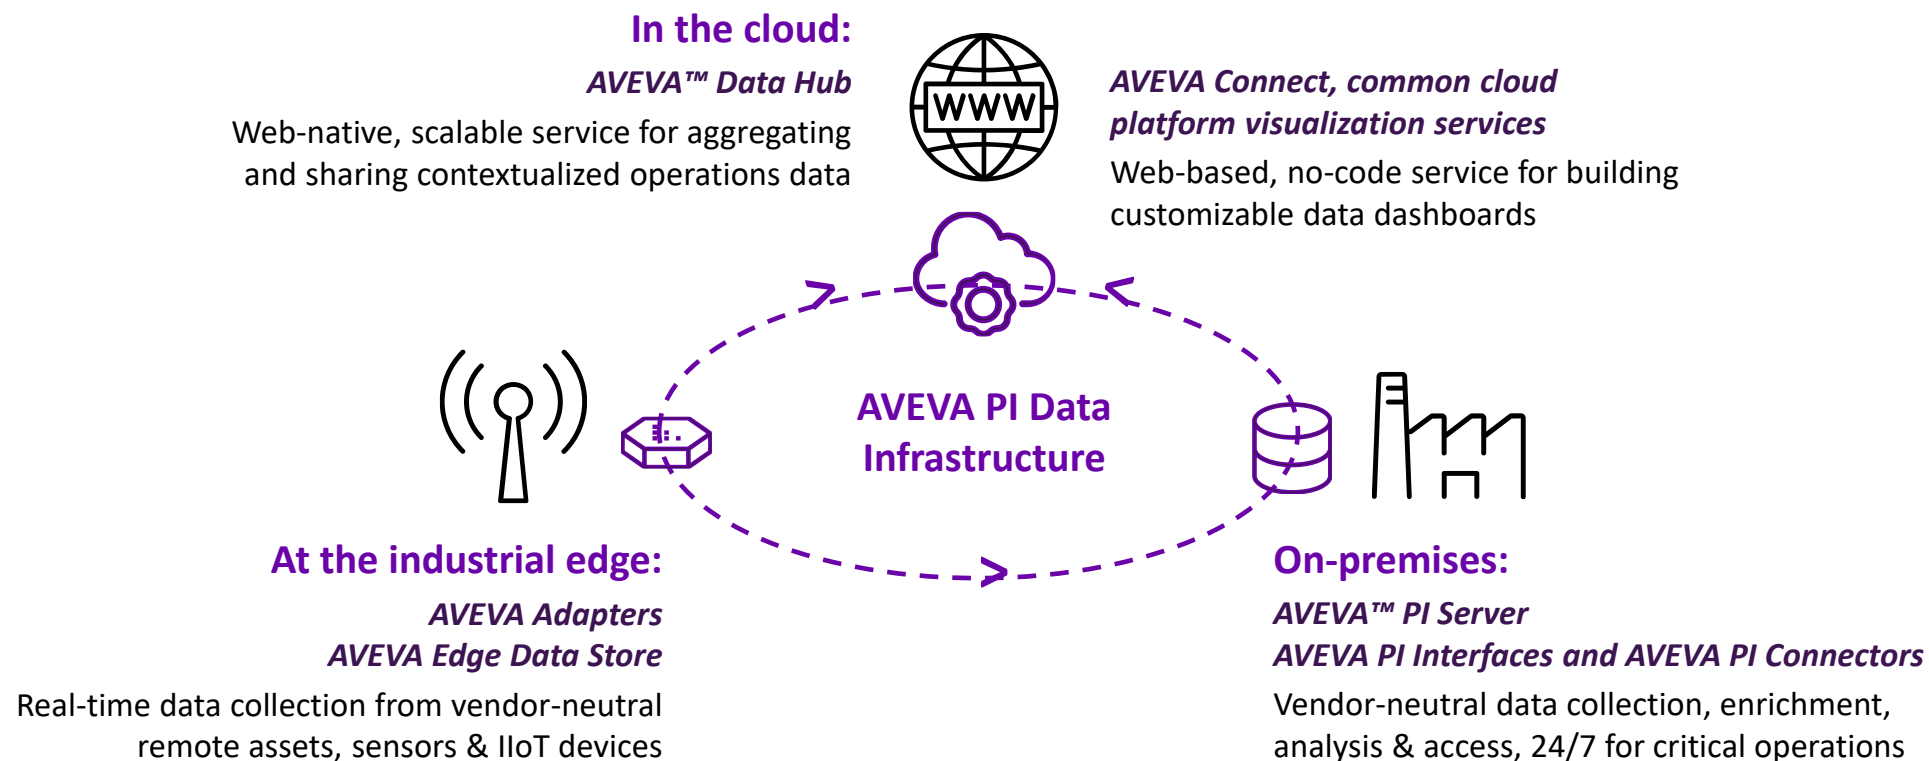 In the cloud:
AVEVA™ Data Hub
Web-native, scalable service for aggregating
and sharing contextualized operations data
WWW
AVEVA Connect, common cloud
platform visualization services
Web-based, no-code service for building
customizable data dashboards
AVEVA PI Data
Infrastructure
At the industrial edge:
AVEVA Adapters
AVEVA Edge Data Store
Real-time data collection from vendor-neutral
remote assets, sensors & IIoT devices
On-premises:
AVEVA™ PI Server
AVEVA PI Interfaces and AVEVA PI Connectors
Vendor-neutral data collection, enrichment,
analysis & access, 24/7 for critical operations